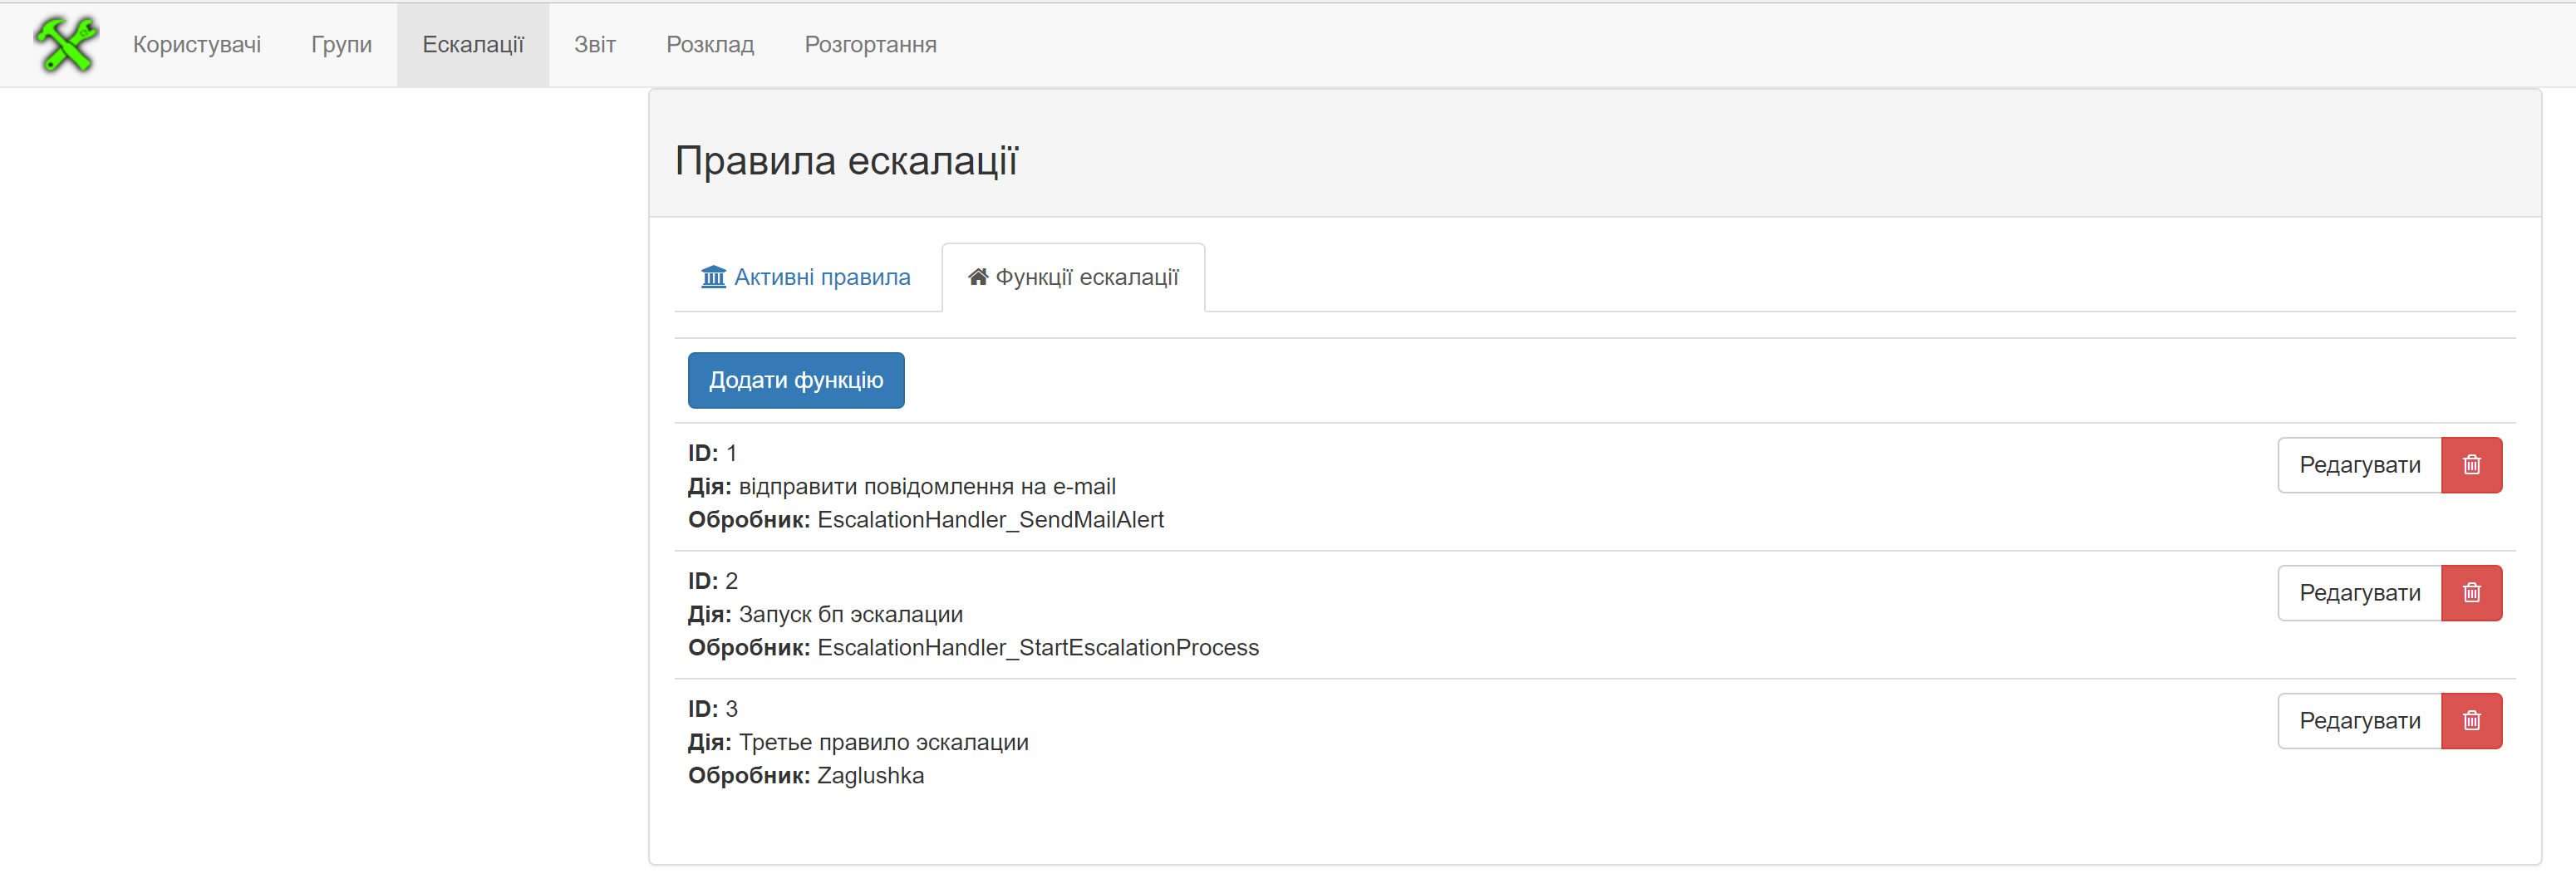 Користувачі Групи Ескалації Звіт Розклад Розгортання
Правила ескалації
Активні правила Функції ескалації
Додати функцію
ID: 1
Дія: відправити повідомлення на e-mail
Обробник: EscalationHandler_SendMailAlert
Редагувати
ID: 2
Дія: Запуск бп эскалации
Обробник: EscalationHandler_StartEscalationProcess
Редагувати
ID: 3
Дія: Третье правило эскалации
Обробник: Zaglushka
Редагувати